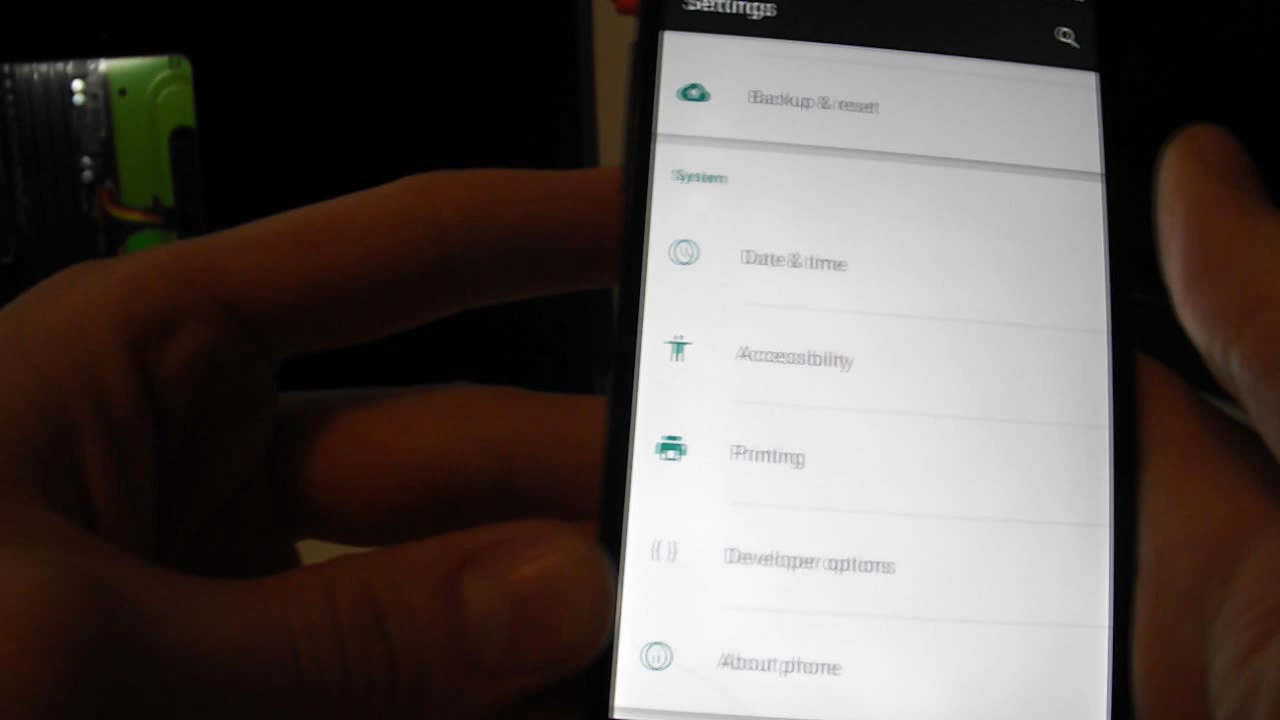 Settings
Backup & reset
System
Date & time
Accessibility
Printing
Developer options
About phone